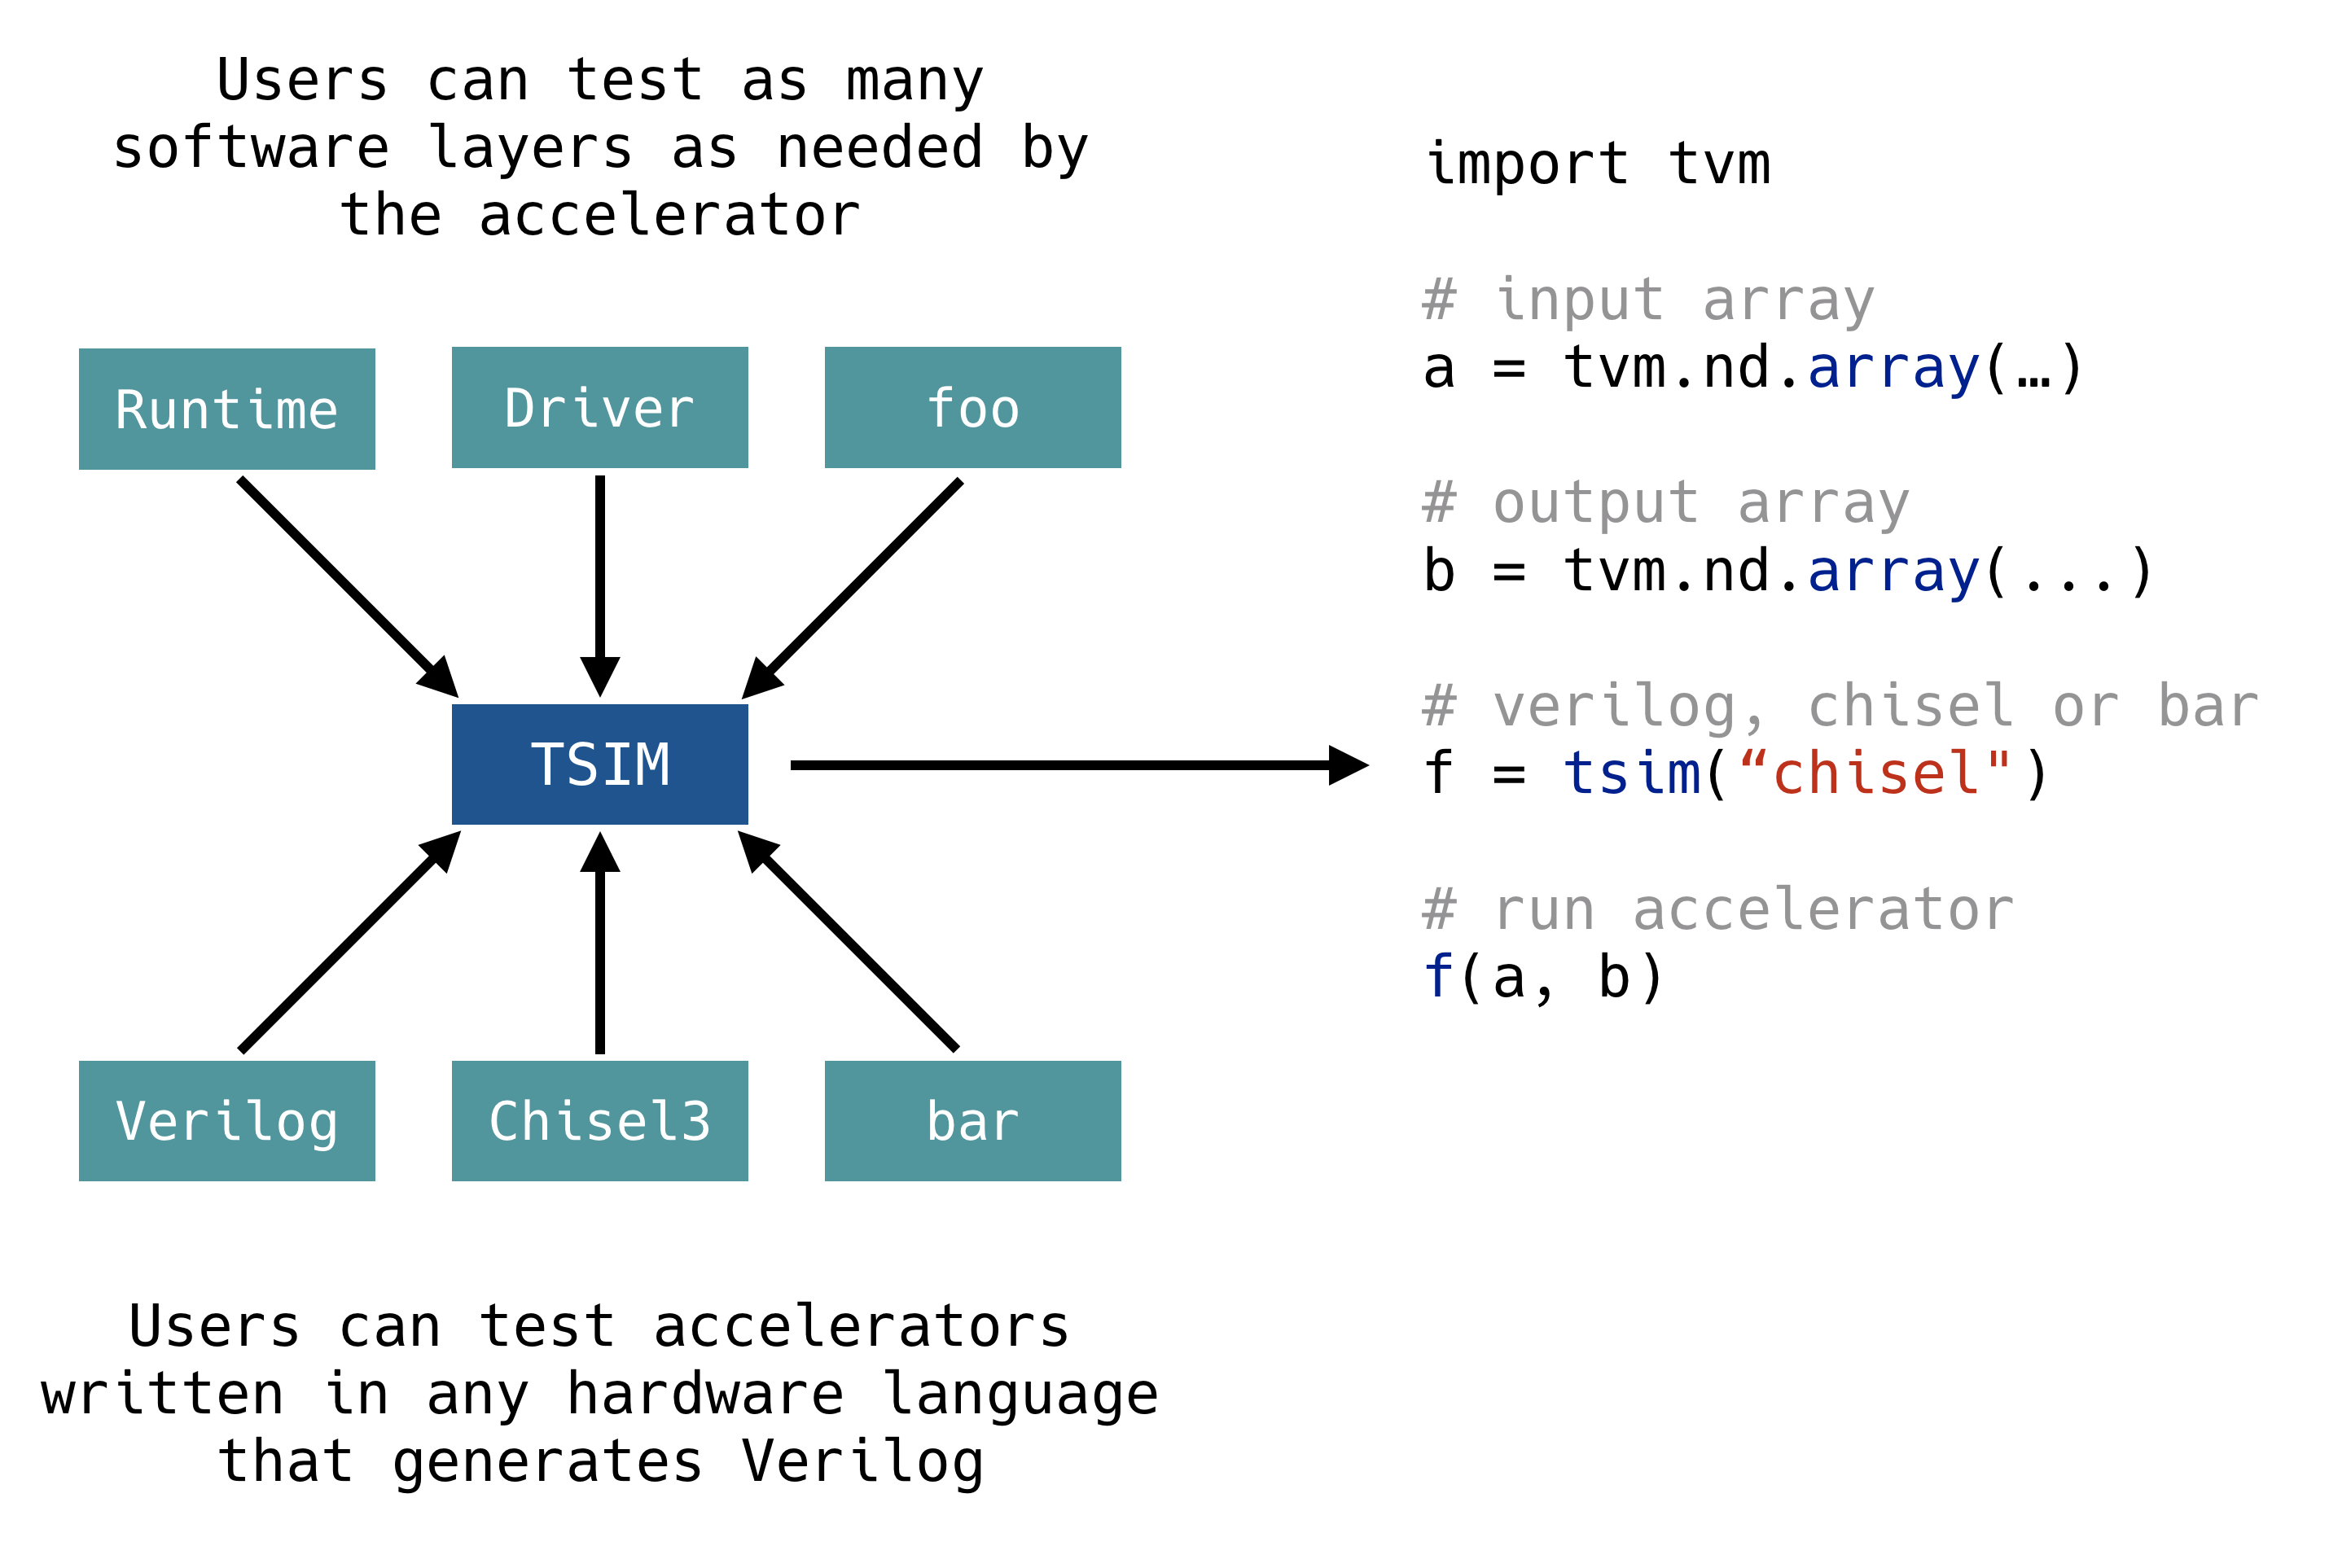 Users can test as many
software layers as needed by
the accelerator
Runtime
Driver
foo
TSIM
Verilog
Chisel3
bar
Users can test accelerators
written in any hardware language
that generates Verilog
import tvm
# input array
a = tvm.nd.array(…)
# output array
b = tvm.nd.array(...)
# verilog, chisel or bar
f = tsim(“chisel")
# run accelerator
f(a, b)